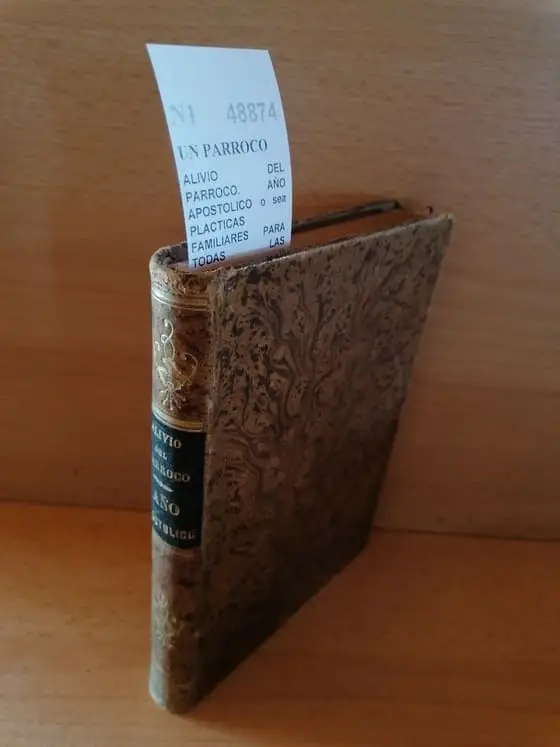 N1 48874
UN PARROCO
ALIVIO DEL
PARROCO. AÑO
APOSTOLICO o sea
PLACTICAS
FAMILIARES PARA
TODAS LAS
ALIVIO
DEL
PARROCO
AÑO
APOSTOLICO